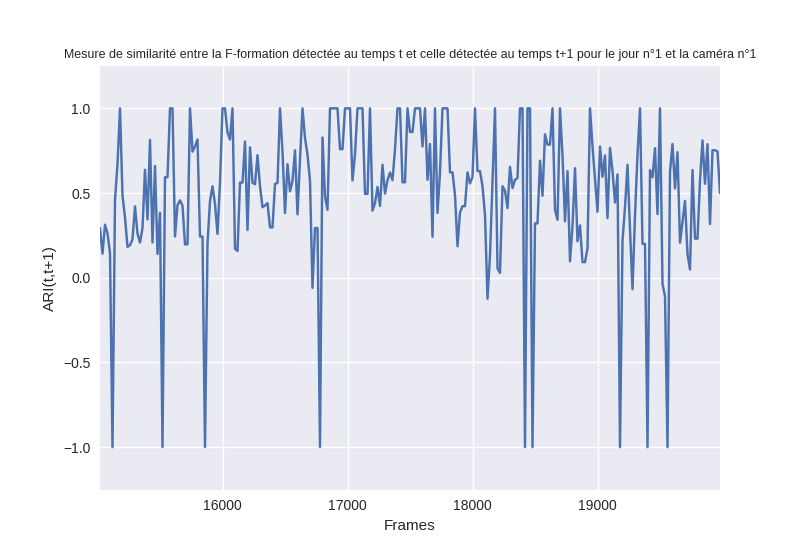 Mesure de similarité entre la F-formation détectée au temps t et celle détectée au temps t+1 pour le jour n°1 et la caméra n°1
1.0
0.5
0.0
−0.5
−1.0
ARI(t,t+1)
16000 17000 18000 19000
Frames